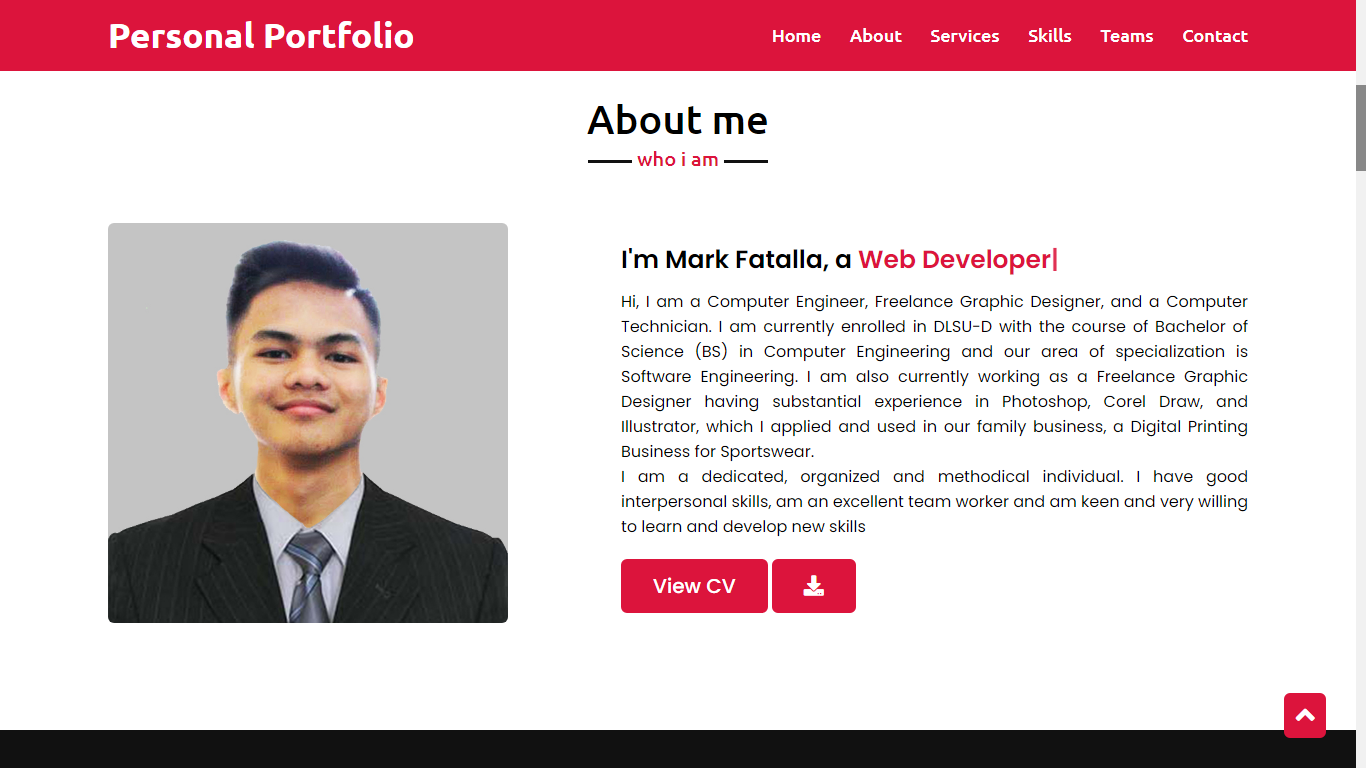 Personal Portfolio
Home About Services Skills Teams Contact
About me
who i am
I'm Mark Fatalla, a Web Developer|
Hi, I am a Computer Engineer, Freelance Graphic Designer, and a Computer
Technician. I am currently enrolled in DLSU-D with the course of Bachelor of
Science (BS) in Computer Engineering and our area of specialization is
Software Engineering. I am also currently working as a Freelance Graphic
Designer having substantial experience in Photoshop, Corel Draw, and
Illustrator, which I applied and used in our family business, a Digital Printing
Business for Sportswear.
I am a dedicated, organized and methodical individual. I have good
interpersonal skills, am an excellent team worker and am keen and very willing
to learn and develop new skills
View CV